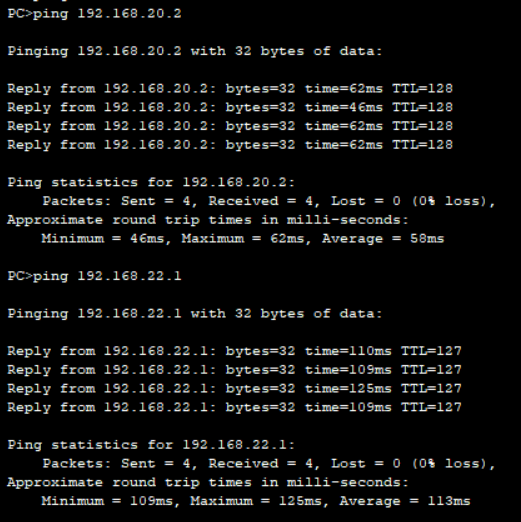 PC>ping 192.168.20.2
Pinging 192.168.20.2 with 32 bytes of data:
Reply from 192.168.20.2: bytes=32 time=62ms TTL=128
Reply from 192.168.20.2: bytes=32 time=46ms TTL=128
Reply from 192.168.20.2: bytes=32 time=62ms TTL=128
Reply from 192.168.20.2: bytes=32 time=62ms TTL=128
Ping statistics for 192.168.20.2:
Packets: Sent = 4, Received = 4, Lost = 0 (0% loss),
Approximate round trip times in milli-seconds:
Minimum = 46ms, Maximum = 62ms, Average = 58ms
PC>ping 192.168.22.1
Pinging 192.168.22.1 with 32 bytes of data:
Reply from 192.168.22.1: bytes=32 time=110ms TTL=127
Reply from 192.168.22.1: bytes=32 time=109ms TTL=127
Reply from 192.168.22.1: bytes=32 time=125ms TTL=127
Reply from 192.168.22.1: bytes=32 time=109ms TTL=127
Ping statistics for 192.168.22.1:
Packets: Sent = 4, Received = 4, Lost = 0 (0% loss),
Approximate round trip times in milli-seconds:
Minimum = 109ms, Maximum = 125ms, Average = 113ms